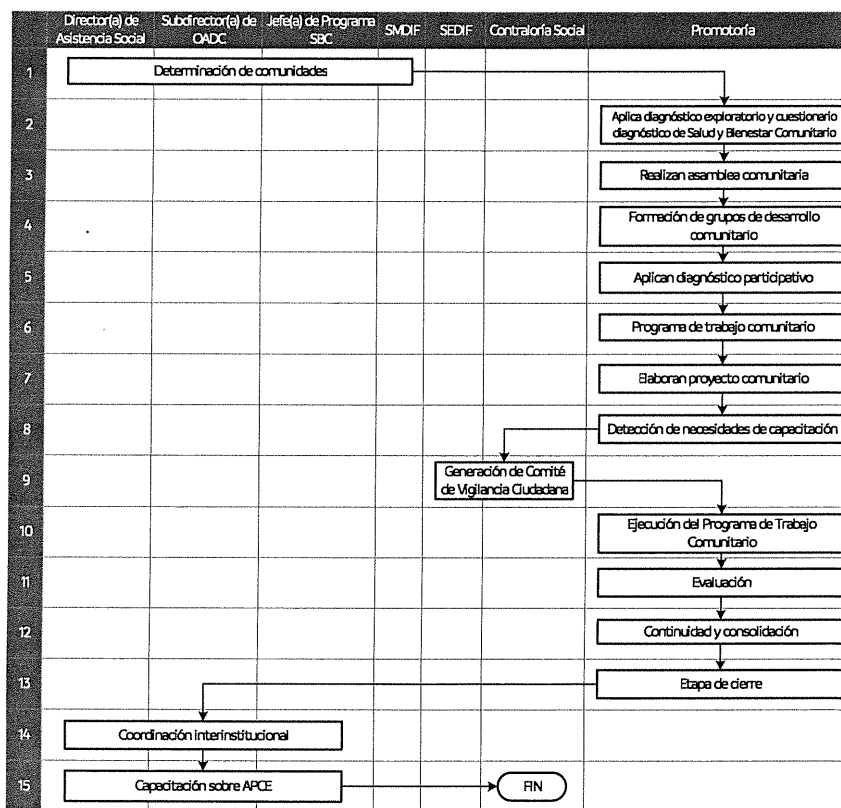 Director(a) de
Asistencia Social
Subdirector(a) de
OADC
Jefe(a) de Programa
SBC
SMDIF
SEDIF
Contraloría Social
Promotoría
1
Determinación de comunidades
2
Aplica diagnóstico exploratorio y cuestionario
diagnóstico de Salud y Bienestar Comunitario
3
Realizan asamblea comunitaria
4
Formación de grupos de desarrollo
comunitario
5
Aplican diagnóstico participativo
6
Programa de trabajo comunitario
7
Elaboran proyecto comunitario
8
Detección de necesidades de capacitación
9
Generación de Comité
de Vigilancia Ciudadana
10
Ejecución del Programa de Trabajo
Comunitario
11
Evaluación
12
Continuidad y consolidación
13
Etapa de cierre
14
Coordinación interinstitucional
15
Capacitación sobre APCE
FIN